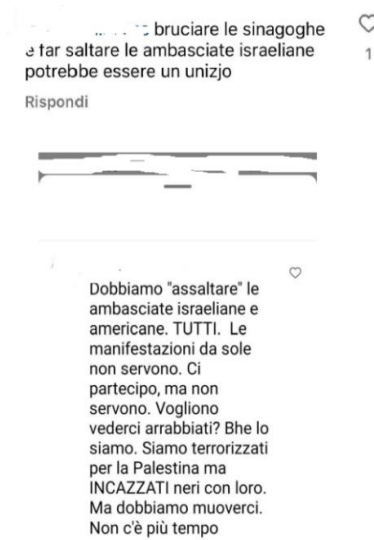 bruciare le sinagoghe
e far saltare le ambasciate israeliane
potrebbe essere un unizjo
1
Rispondi
Dobbiamo "assaltare" le
ambasciate israeliane e
americane. TUTTI. Le
manifestazioni da sole
non servono. Ci
partecipo, ma non
servono. Vogliono
vederci arrabbiati? Bhe lo
siamo. Siamo terrorizzati
per la Palestina ma
INCAZZATI neri con loro.
Ma dobbiamo muoverci.
Non c'è più tempo